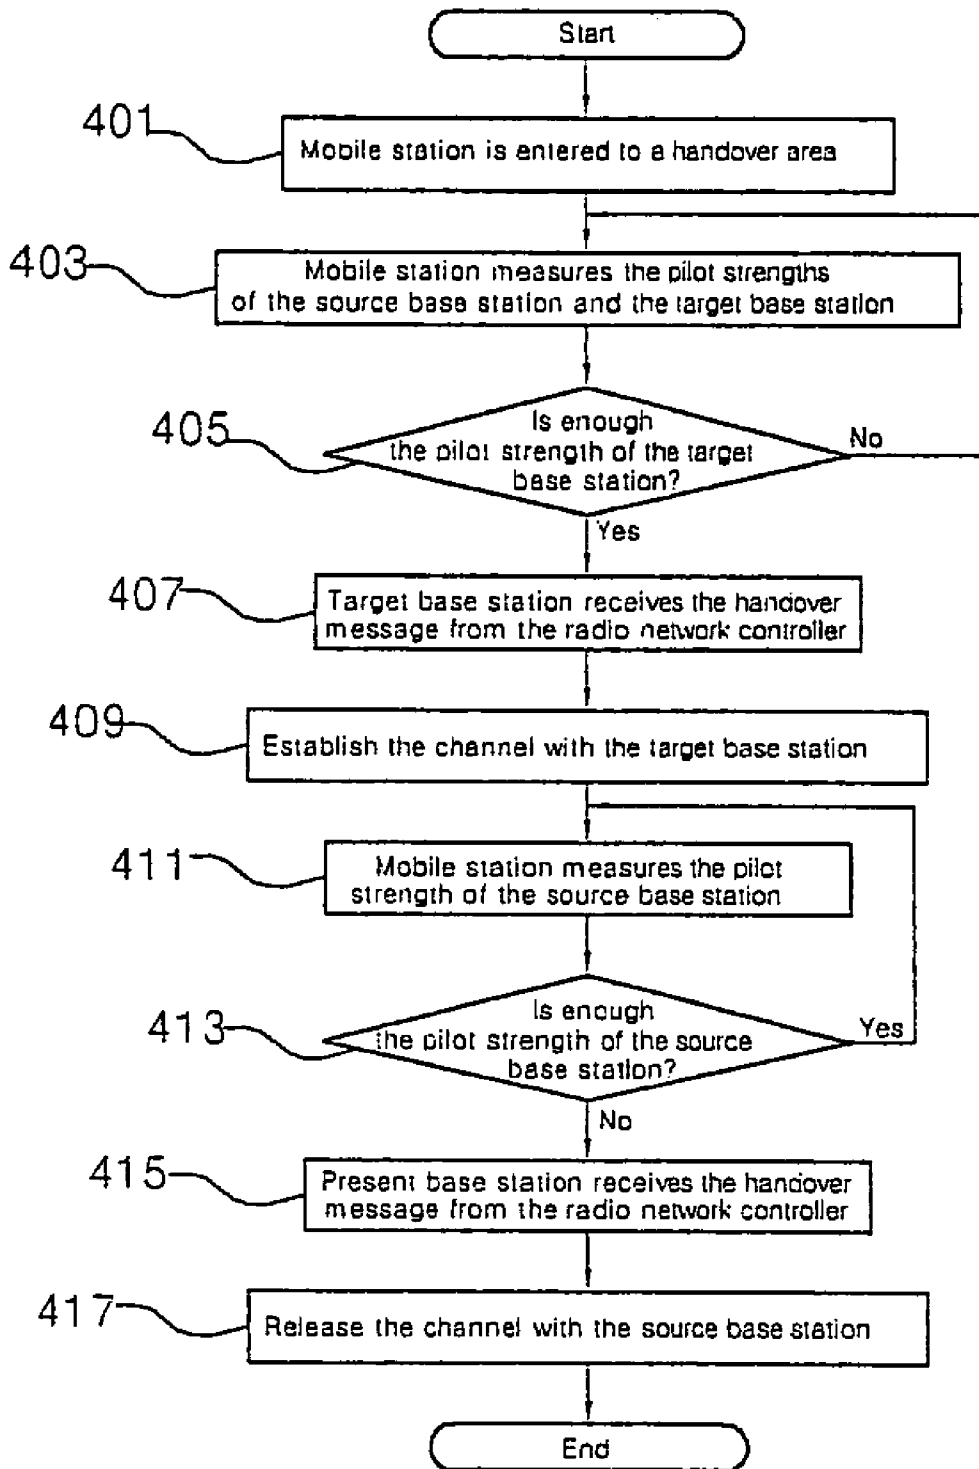 Start
401
Mobile station is entered to a handover area
403
Mobile station measures the pilot strengths
of the source base station and the target base station
405
Is enough
the pilot strength of the target
base station?
No
Yes
407
Target base station receives the handover
message from the radio network controller
409
Establish the channel with the target base station
411
Mobile station measures the pilot
strength of the source base station
413
Is enough
the pilot strength of the source
base station?
Yes
No
415
Present base station receives the handover
message from the radio network controller
417
Release the channel with the source base station
End